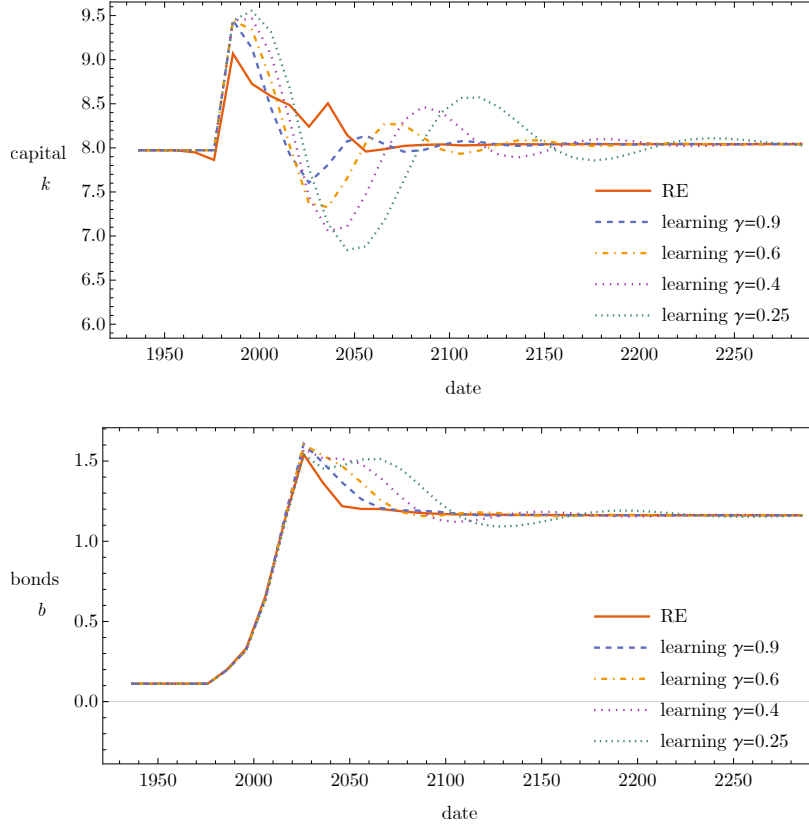 9.5
9.0
8.5
8.0
7.5
7.0
6.5
6.0
capital
k
RE
learning γ=0.9
learning γ=0.6
learning γ=0.4
learning γ=0.25
1950 2000 2050 2100 2150 2200 2250
date
1.5
1.0
0.5
0.0
bonds
b
RE
learning γ=0.9
learning γ=0.6
learning γ=0.4
learning γ=0.25
1950 2000 2050 2100 2150 2200 2250
date